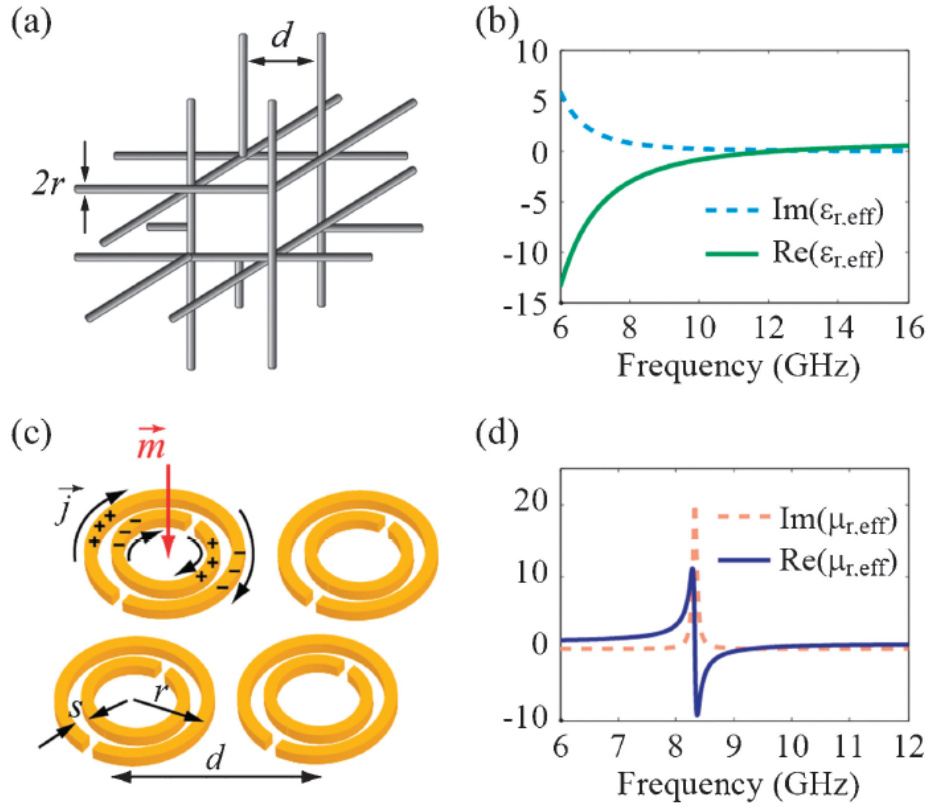 (a)
d
2r
(b)
10
5
0
-5
-10
-15
Im(εr,eff)
Re(εr,eff)
6 8 10 12 14 16
Frequency (GHz)
(c)
m
j
+ + + - - -
+ + + - - -
s
r
d
(d)
20
10
0
-10
Im(μr,eff)
Re(μr,eff)
6 7 8 9 10 11 12
Frequency (GHz)